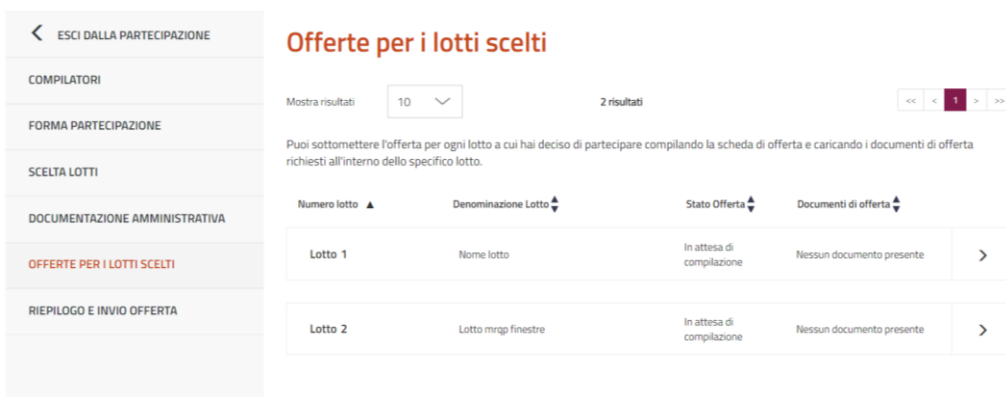 ESCI DALLA PARTECIPAZIONE
COMPILATORI
FORMA PARTECIPAZIONE
SCELTA LOTTI
DOCUMENTAZIONE AMMINISTRATIVA
OFFERTE PER I LOTTI SCELTI
RIEPILOGO E INVIO OFFERTA
Offerte per i lotti scelti
Mostra risultati 10 2 risultati << < 1 > >>
Puoi sottomettere l'offerta per ogni lotto a cui hai deciso di partecipare compilando la scheda di offerta e caricando i documenti di offerta
richiesti all'interno dello specifico lotto.
Numero lotto Denominazione Lotto Stato Offerta Documenti di offerta
Lotto 1 Nome lotto In attesa di Nessun documento presente
compilazione
Lotto 2 Lotto mrqp finestre In attesa di Nessun documento presente
compilazione